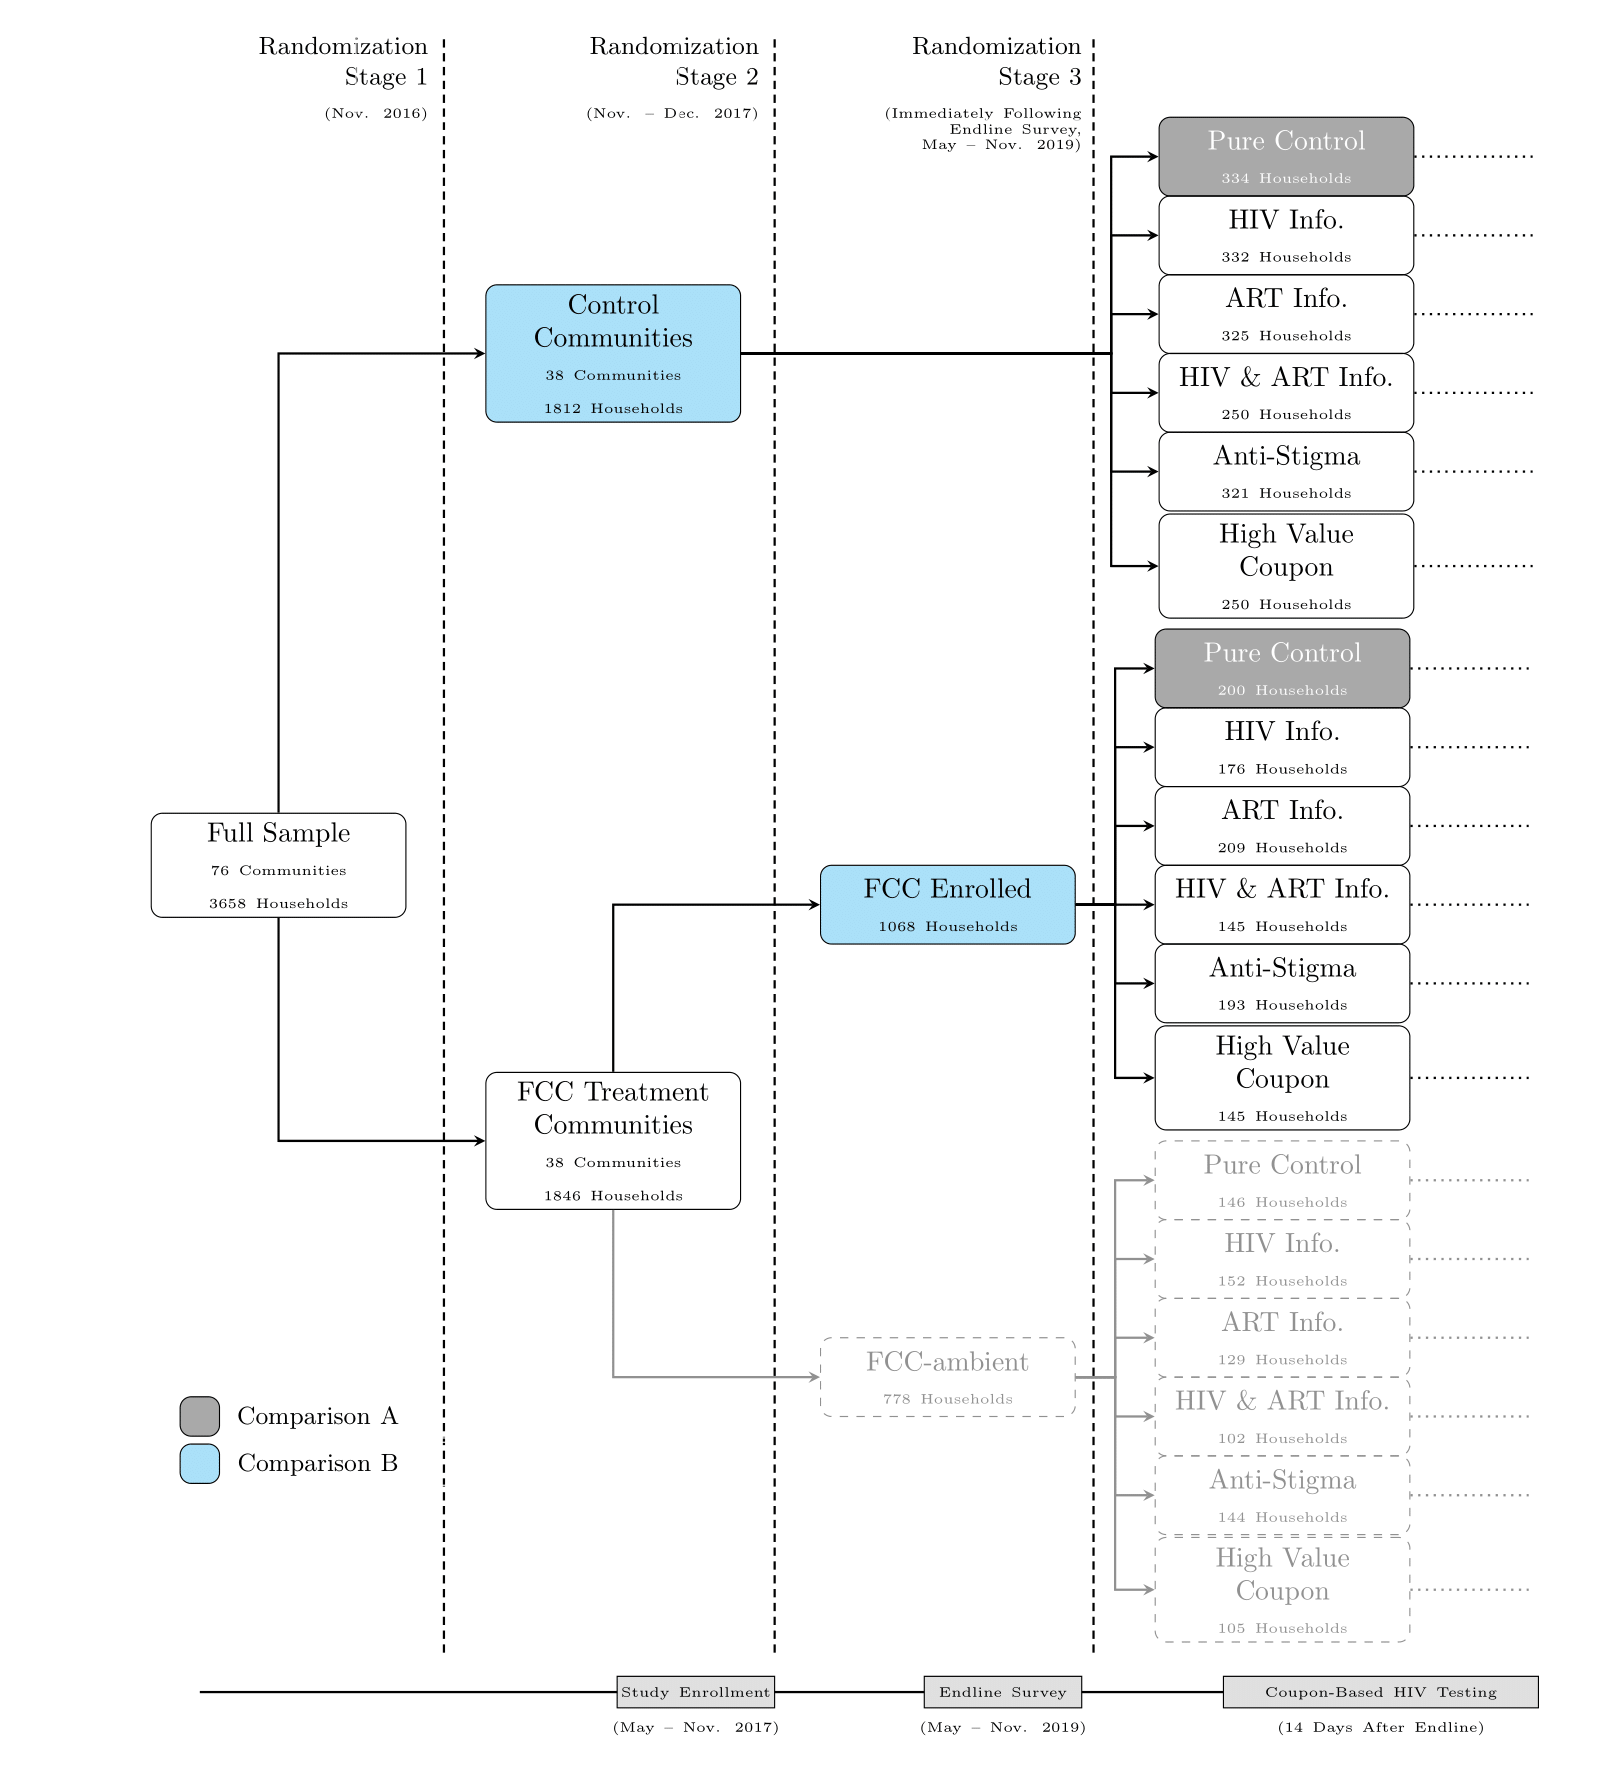 Randomization
Stage 1
(Nov. 2016)
Randomization
Stage 2
(Nov. – Dec. 2017)
Randomization
Stage 3
(Immediately Following
Endline Survey,
May – Nov. 2019)
Pure Control
334 Households
HIV Info.
332 Households
ART Info.
325 Households
HIV & ART Info.
250 Households
Anti-Stigma
321 Households
High Value
Coupon
250 Households
Control
Communities
38 Communities
1812 Households
Pure Control
200 Households
HIV Info.
176 Households
ART Info.
209 Households
HIV & ART Info.
145 Households
Anti-Stigma
193 Households
High Value
Coupon
145 Households
Full Sample
76 Communities
3658 Households
FCC Enrolled
1068 Households
FCC Treatment
Communities
38 Communities
1846 Households
Pure Control
146 Households
HIV Info.
152 Households
ART Info.
129 Households
HIV & ART Info.
102 Households
Anti-Stigma
144 Households
High Value
Coupon
105 Households
FCC-ambient
778 Households
Comparison A
Comparison B
Study Enrollment
(May – Nov. 2017)
Endline Survey
(May – Nov. 2019)
Coupon-Based HIV Testing
(14 Days After Endline)